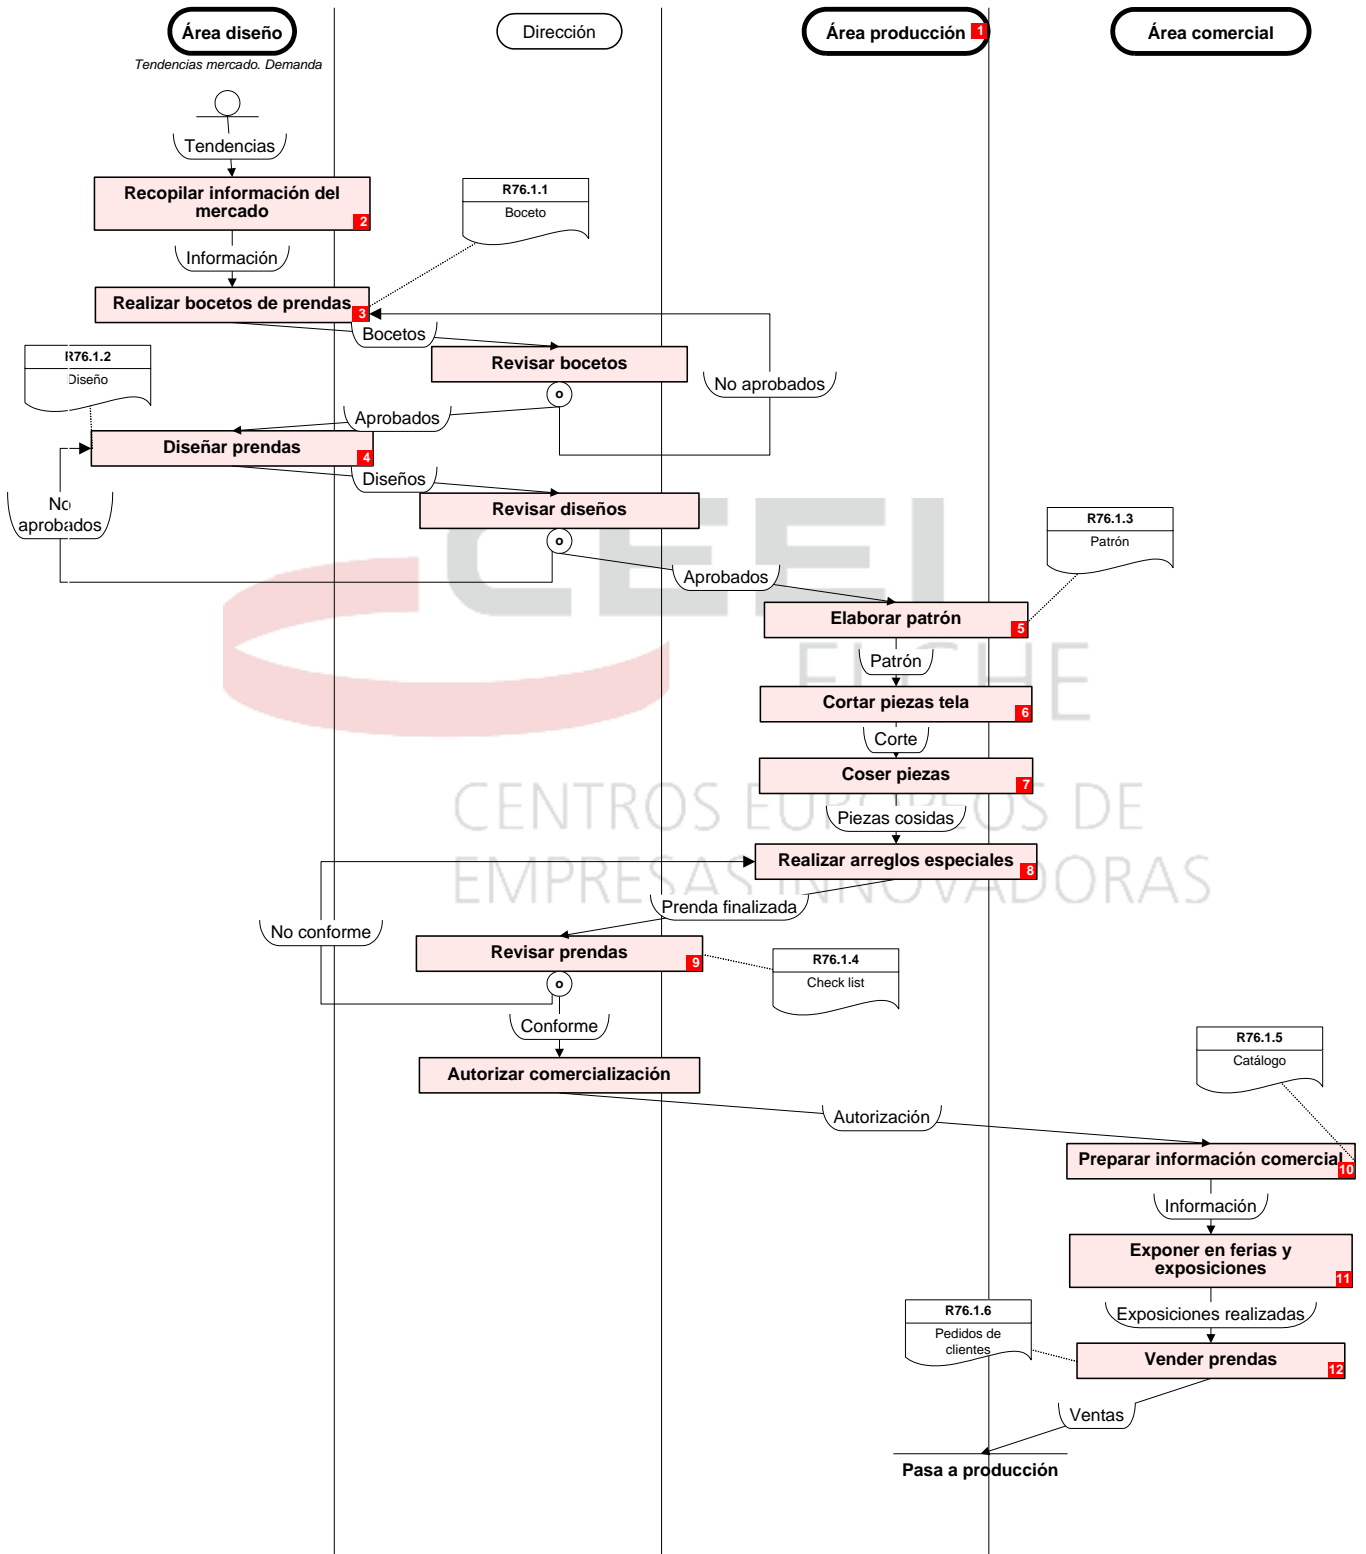 Área diseño
Dirección
Área producción 1
Área comercial
Tendencias mercado. Demanda
Tendencias
Recopilar información del
mercado
2
R76.1.1
Boceto
Información
Realizar bocetos de prendas
3
Bocetos
R76.1.2
Diseño
Revisar bocetos
o
No aprobados
Aprobados
Diseñar prendas
4
Diseños
No
aprobados
Revisar diseños
o
R76.1.3
Patrón
Aprobados
CEEI
Elaborar patrón
5
Patrón
ELCHE
Cortar piezas tela
6
Corte
Coser piezas
7
CENTROS EUROPEOS DE
Piezas cosidas
EMPRESAS INNOVADORAS
Realizar arreglos especiales
8
Prenda finalizada
No conforme
Revisar prendas
9
R76.1.4
Check list
o
Conforme
R76.1.5
Catálogo
Autorizar comercialización
Autorización
Preparar información comercial
10
Información
Exponer en ferias y
exposiciones
11
R76.1.6
Pedidos de
clientes
Exposiciones realizadas
Vender prendas
12
Ventas
Pasa a producción